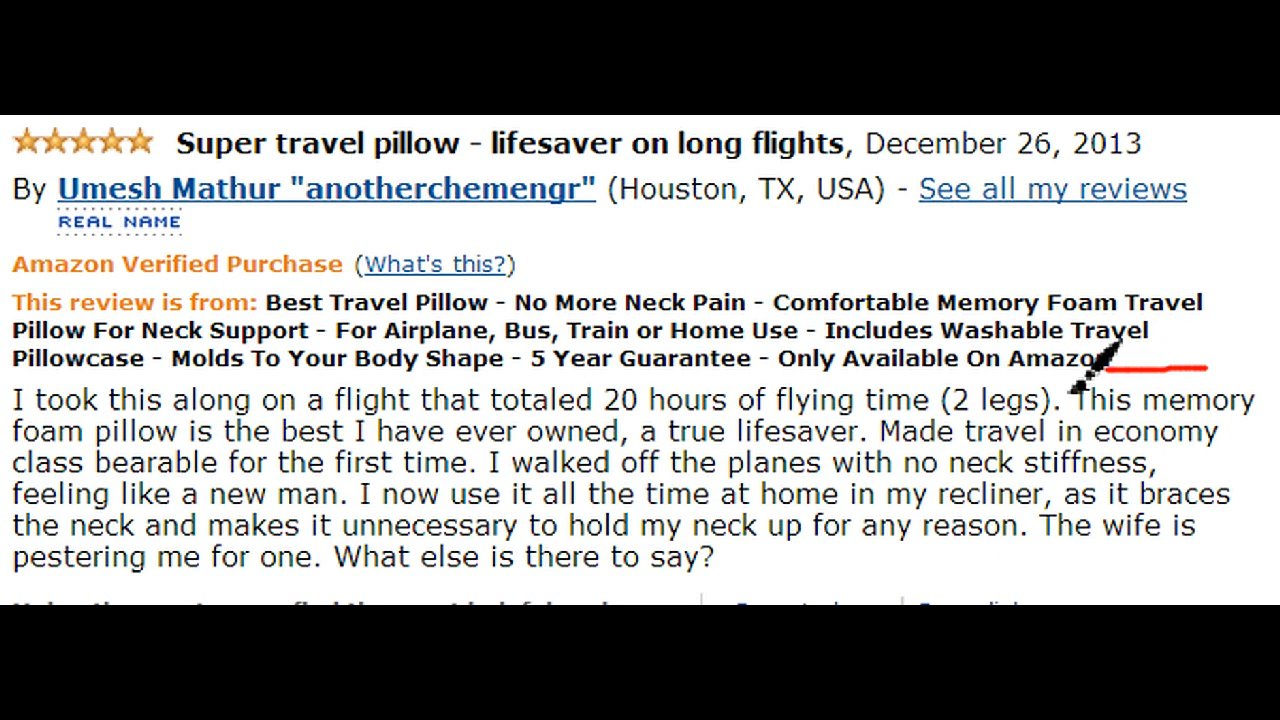 Super travel pillow - lifesaver on long flights, December 26, 2013
By Umesh Mathur "anotherchemengr" (Houston, TX, USA) - See all my reviews
REAL NAME
Amazon Verified Purchase (What's this?)
This review is from: Best Travel Pillow - No More Neck Pain - Comfortable Memory Foam Travel
Pillow For Neck Support - For Airplane, Bus, Train or Home Use - Includes Washable Travel
Pillowcase - Molds To Your Body Shape - 5 Year Guarantee - Only Available On Amazon
I took this along on a flight that totaled 20 hours of flying time (2 legs). This memory
foam pillow is the best I have ever owned, a true lifesaver. Made travel in economy
class bearable for the first time. I walked off the planes with no neck stiffness,
feeling like a new man. I now use it all the time at home in my recliner, as it braces
the neck and makes it unnecessary to hold my neck up for any reason. The wife is
pestering me for one. What else is there to say?